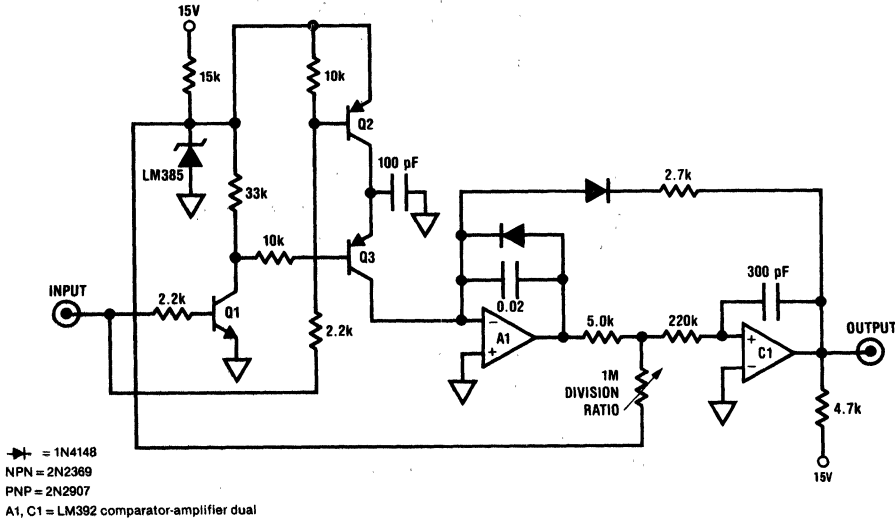 15V
15k
10k
Q2
LM385
100 pF
33k
2.7k
10k
Q3
300 pF
INPUT
2.2k
Q1
0.02
2.2k
−
A1
+
5.0k
220k
+
C1
−
OUTPUT
1M
DIVISION
RATIO
4.7k
15V
= 1N4148
NPN = 2N2369
PNP = 2N2907
A1, C1 = LM392 comparator-amplifier dual